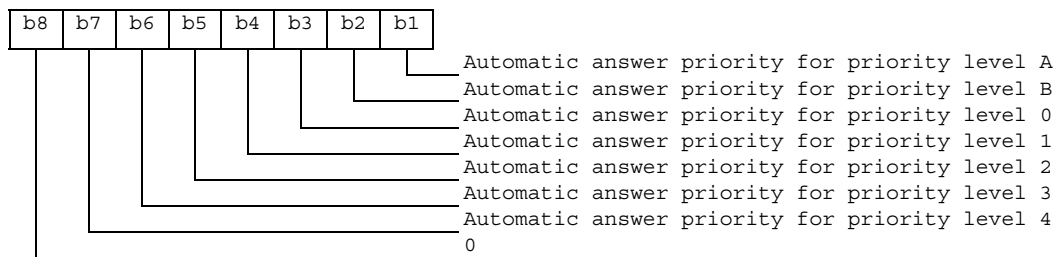 b8 b7 b6 b5 b4 b3 b2 b1
Automatic answer priority for priority level A
Automatic answer priority for priority level B
Automatic answer priority for priority level 0
Automatic answer priority for priority level 1
Automatic answer priority for priority level 2
Automatic answer priority for priority level 3
Automatic answer priority for priority level 4
0